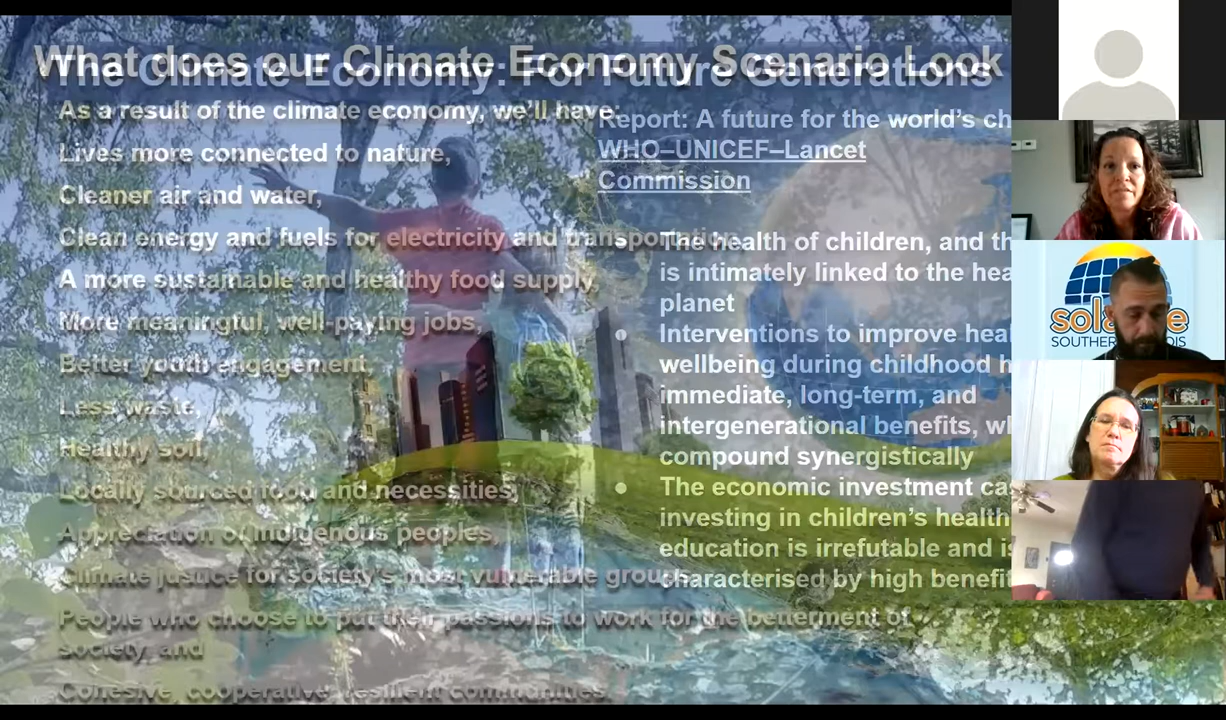 What does our Climate Economy Scenario Look
The Climate Economy: For Future Generations
As a result of the climate economy, we'll have:
Lives more connected to nature,
Cleaner air and water,
Clean energy and fuels for electricity and transportation,
A more sustainable and healthy food supply,
More meaningful, well-paying jobs,
Better youth engagement,
Less waste,
Healthy soil,
Locally sourced food and necessities,
Appreciation of indigenous peoples,
Climate justice for society's most vulnerable groups,
People who choose to put their passions to work for the betterment of
society, and
Cohesive, cooperative, resilient communities.
Report: A future for the world's ch
WHO–UNICEF–Lancet
Commission
● The health of children, and th
is intimately linked to the hea
planet
● Interventions to improve heal
wellbeing during childhood h
immediate, long-term, and
intergenerational benefits, wh
compound synergistically
● The economic investment cas
investing in children's health
education is irrefutable and is
characterised by high benefit
SOUTHERN